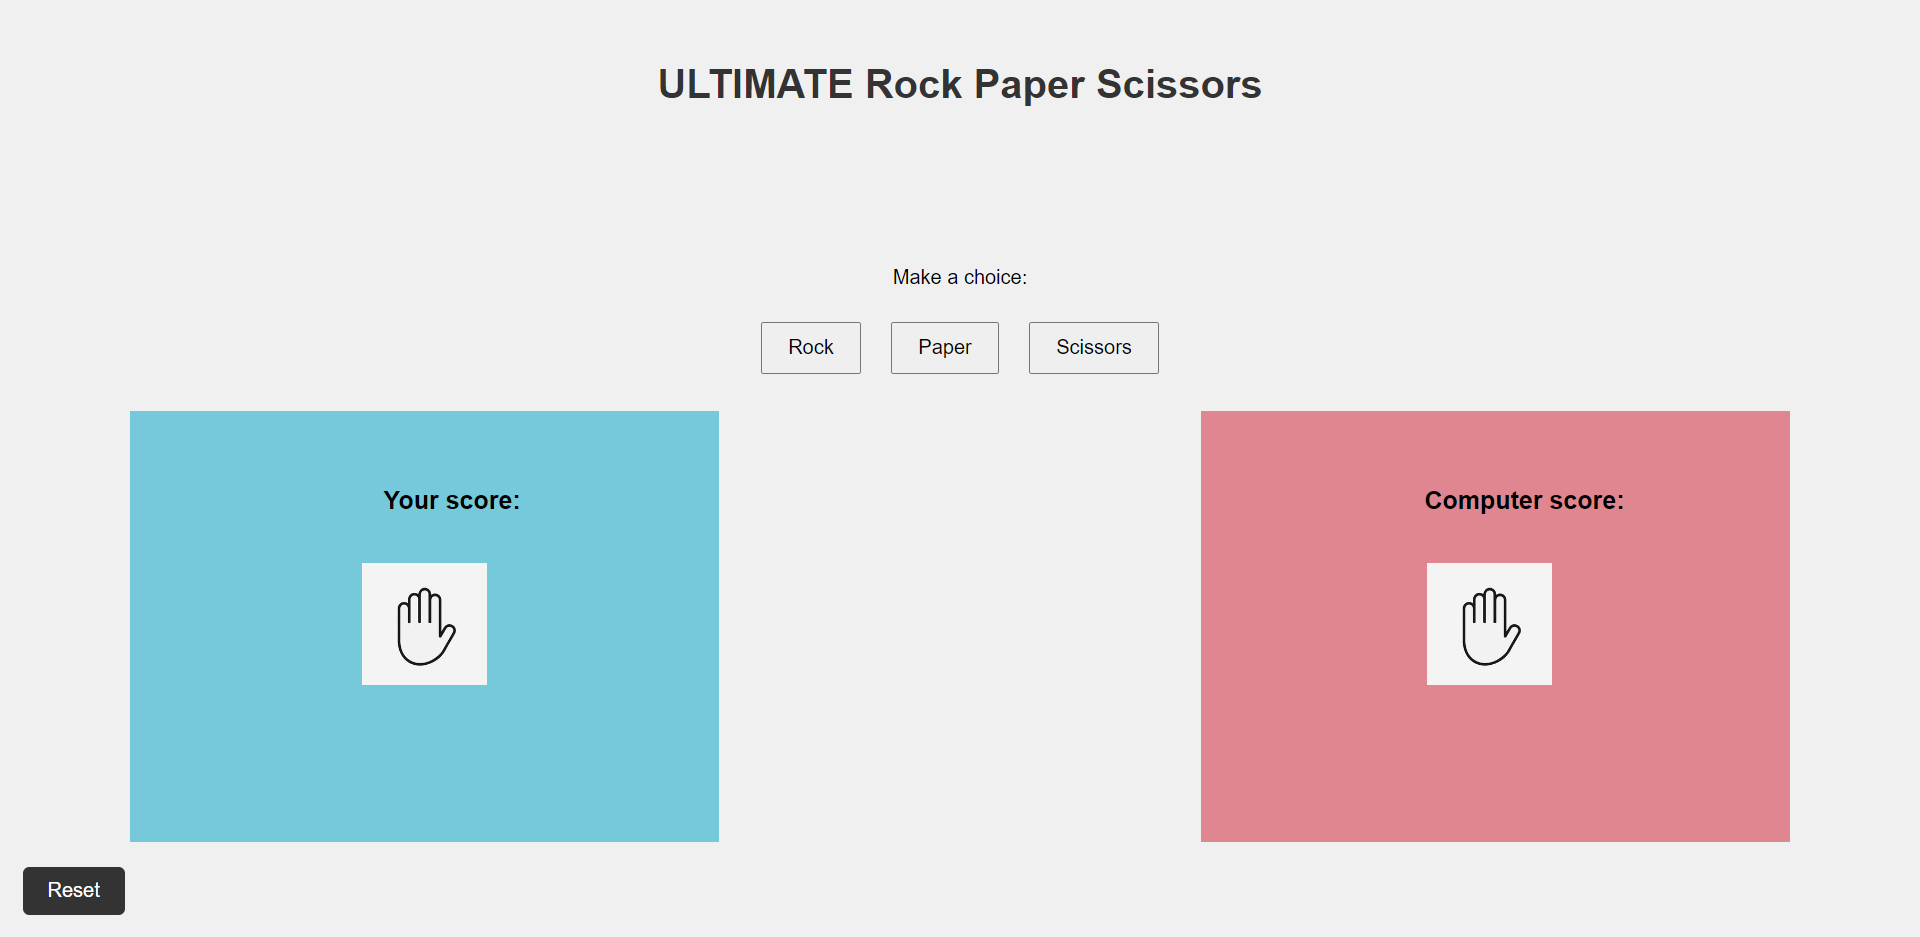 ULTIMATE Rock Paper Scissors
Make a choice:
Rock Paper Scissors
Your score:
Computer score:
Reset